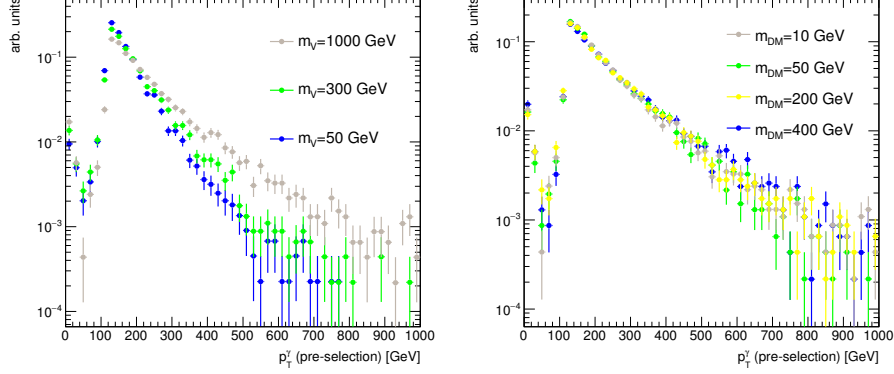 arb. units
10⁻¹
10⁻²
10⁻³
10⁻⁴
m_V=1000 GeV
m_V=300 GeV
m_V=50 GeV
0 100 200 300 400 500 600 700 800 900 1000
p_T^γ (pre-selection) [GeV]
arb. units
10⁻¹
10⁻²
10⁻³
10⁻⁴
m_DM=10 GeV
m_DM=50 GeV
m_DM=200 GeV
m_DM=400 GeV
0 100 200 300 400 500 600 700 800 900 1000
p_T^γ (pre-selection) [GeV]